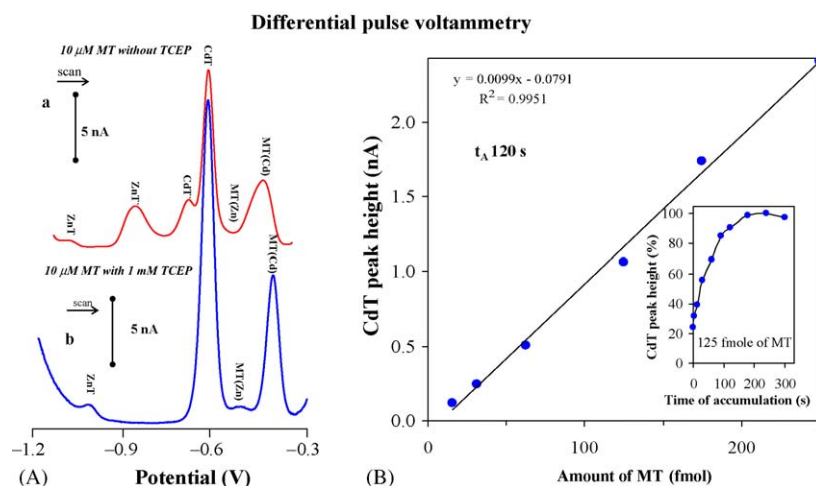 Differential pulse voltammetry
10 µM MT without TCEP
scan
a
5 nA
ZnT
ZnT'
CdT'
CdT
MT(Zn)
MT(Cd)
10 µM MT with 1 mM TCEP
scan
b
5 nA
ZnT
MT(Zn)
MT(Cd)
–1.2
–0.9
–0.6
–0.3
(A)
Potential (V)
y = 0.0099x - 0.0791
R² = 0.9951
tA 120 s
CdT peak height (nA)
2.0
1.5
1.0
0.5
0.0
0
100
200
(B)
Amount of MT (fmol)
CdT peak height (%)
100
80
60
40
20
0
125 fmole of MT
0
100
200
300
Time of accumulation (s)